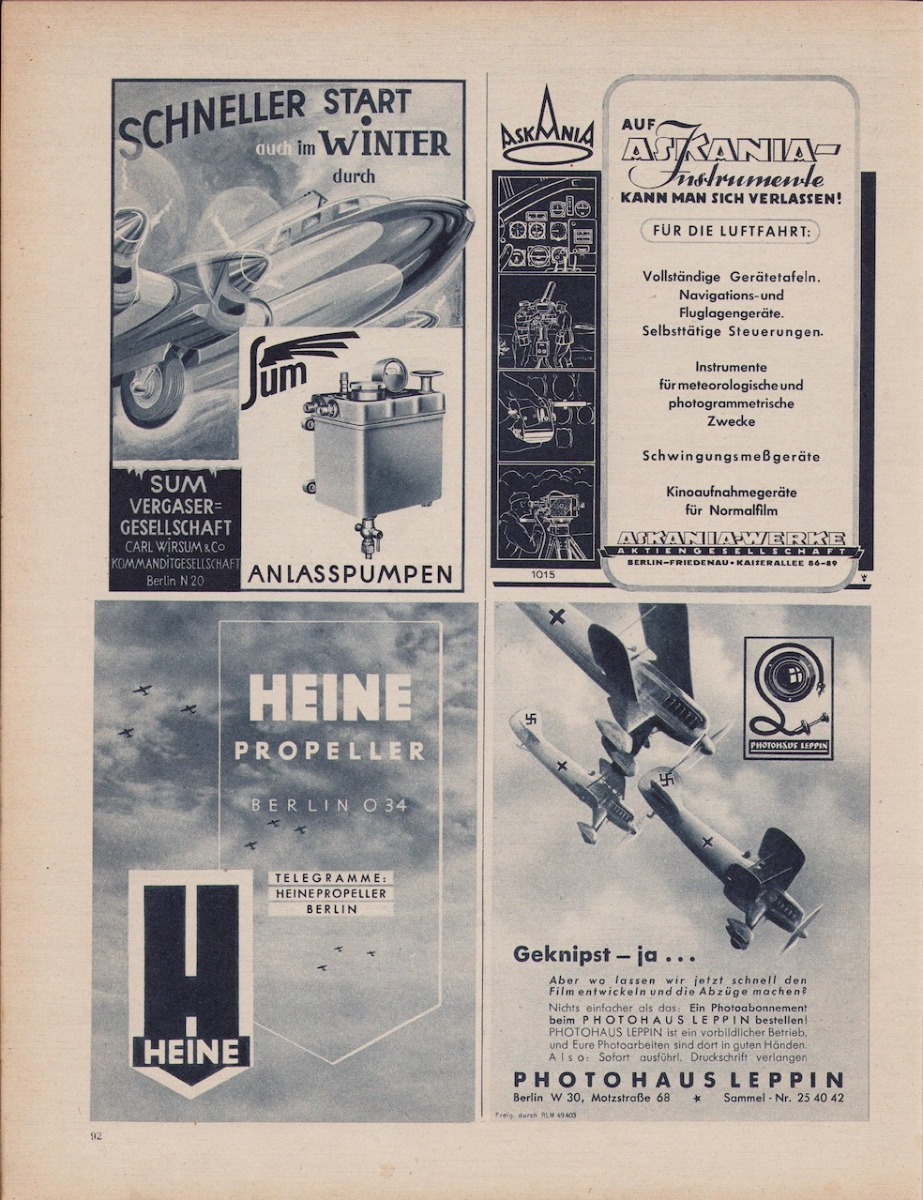 SCHNELLER START
auch im WiNTER
durch
Sum
SUM
VERGASER=
GESELLSCHAFT
CARL WiRSUM & Co
KOMMANDITGESELLSCHAFT
Berlin N 20
ANLASSPUMPEN
ASKANIA
AUF
ASKANIA-
Instrumente
KANN MAN SICH VERLASSEN!
FÜR DIE LUFTFAHRT:
Vollständige Gerätetafeln.
Navigations- und
Fluglagengeräte.
Selbsttätige Steuerungen.
Instrumente
für meteorologische und
photogrammetrische
Zwecke
Schwingungsmeßgeräte
Kinoaufnahmegeräte
für Normalfilm
ASKANIA-WERKE
AKTIENGESELLSCHAFT
BERLIN–FRIEDENAU • KAISERALLEE 86-89
1015
HEINE
PROPELLER
BERLIN O 34
TELEGRAMME:
HEINEPROPELLER
BERLIN
H
HEiNE
PHOTOHAUS LEPPIN
Geknipst – ja ...
Aber wo lassen wir jetzt schnell den
Film entwickeln und die Abzüge machen?
Nichts einfacher als das: Ein Photoabonnement
beim PHOTOHAUS LEPPIN bestellen!
PHOTOHAUS LEPPIN ist ein vorbildlicher Betrieb,
und Eure Photoarbeiten sind dort in guten Händen.
Also: Sofort ausführl. Druckschrift verlangen
PHOTOHAUS LEPPIN
Berlin W 30, Motzstraße 68 * Sammel-Nr. 25 40 42
Freig. durch RLM 49403
92